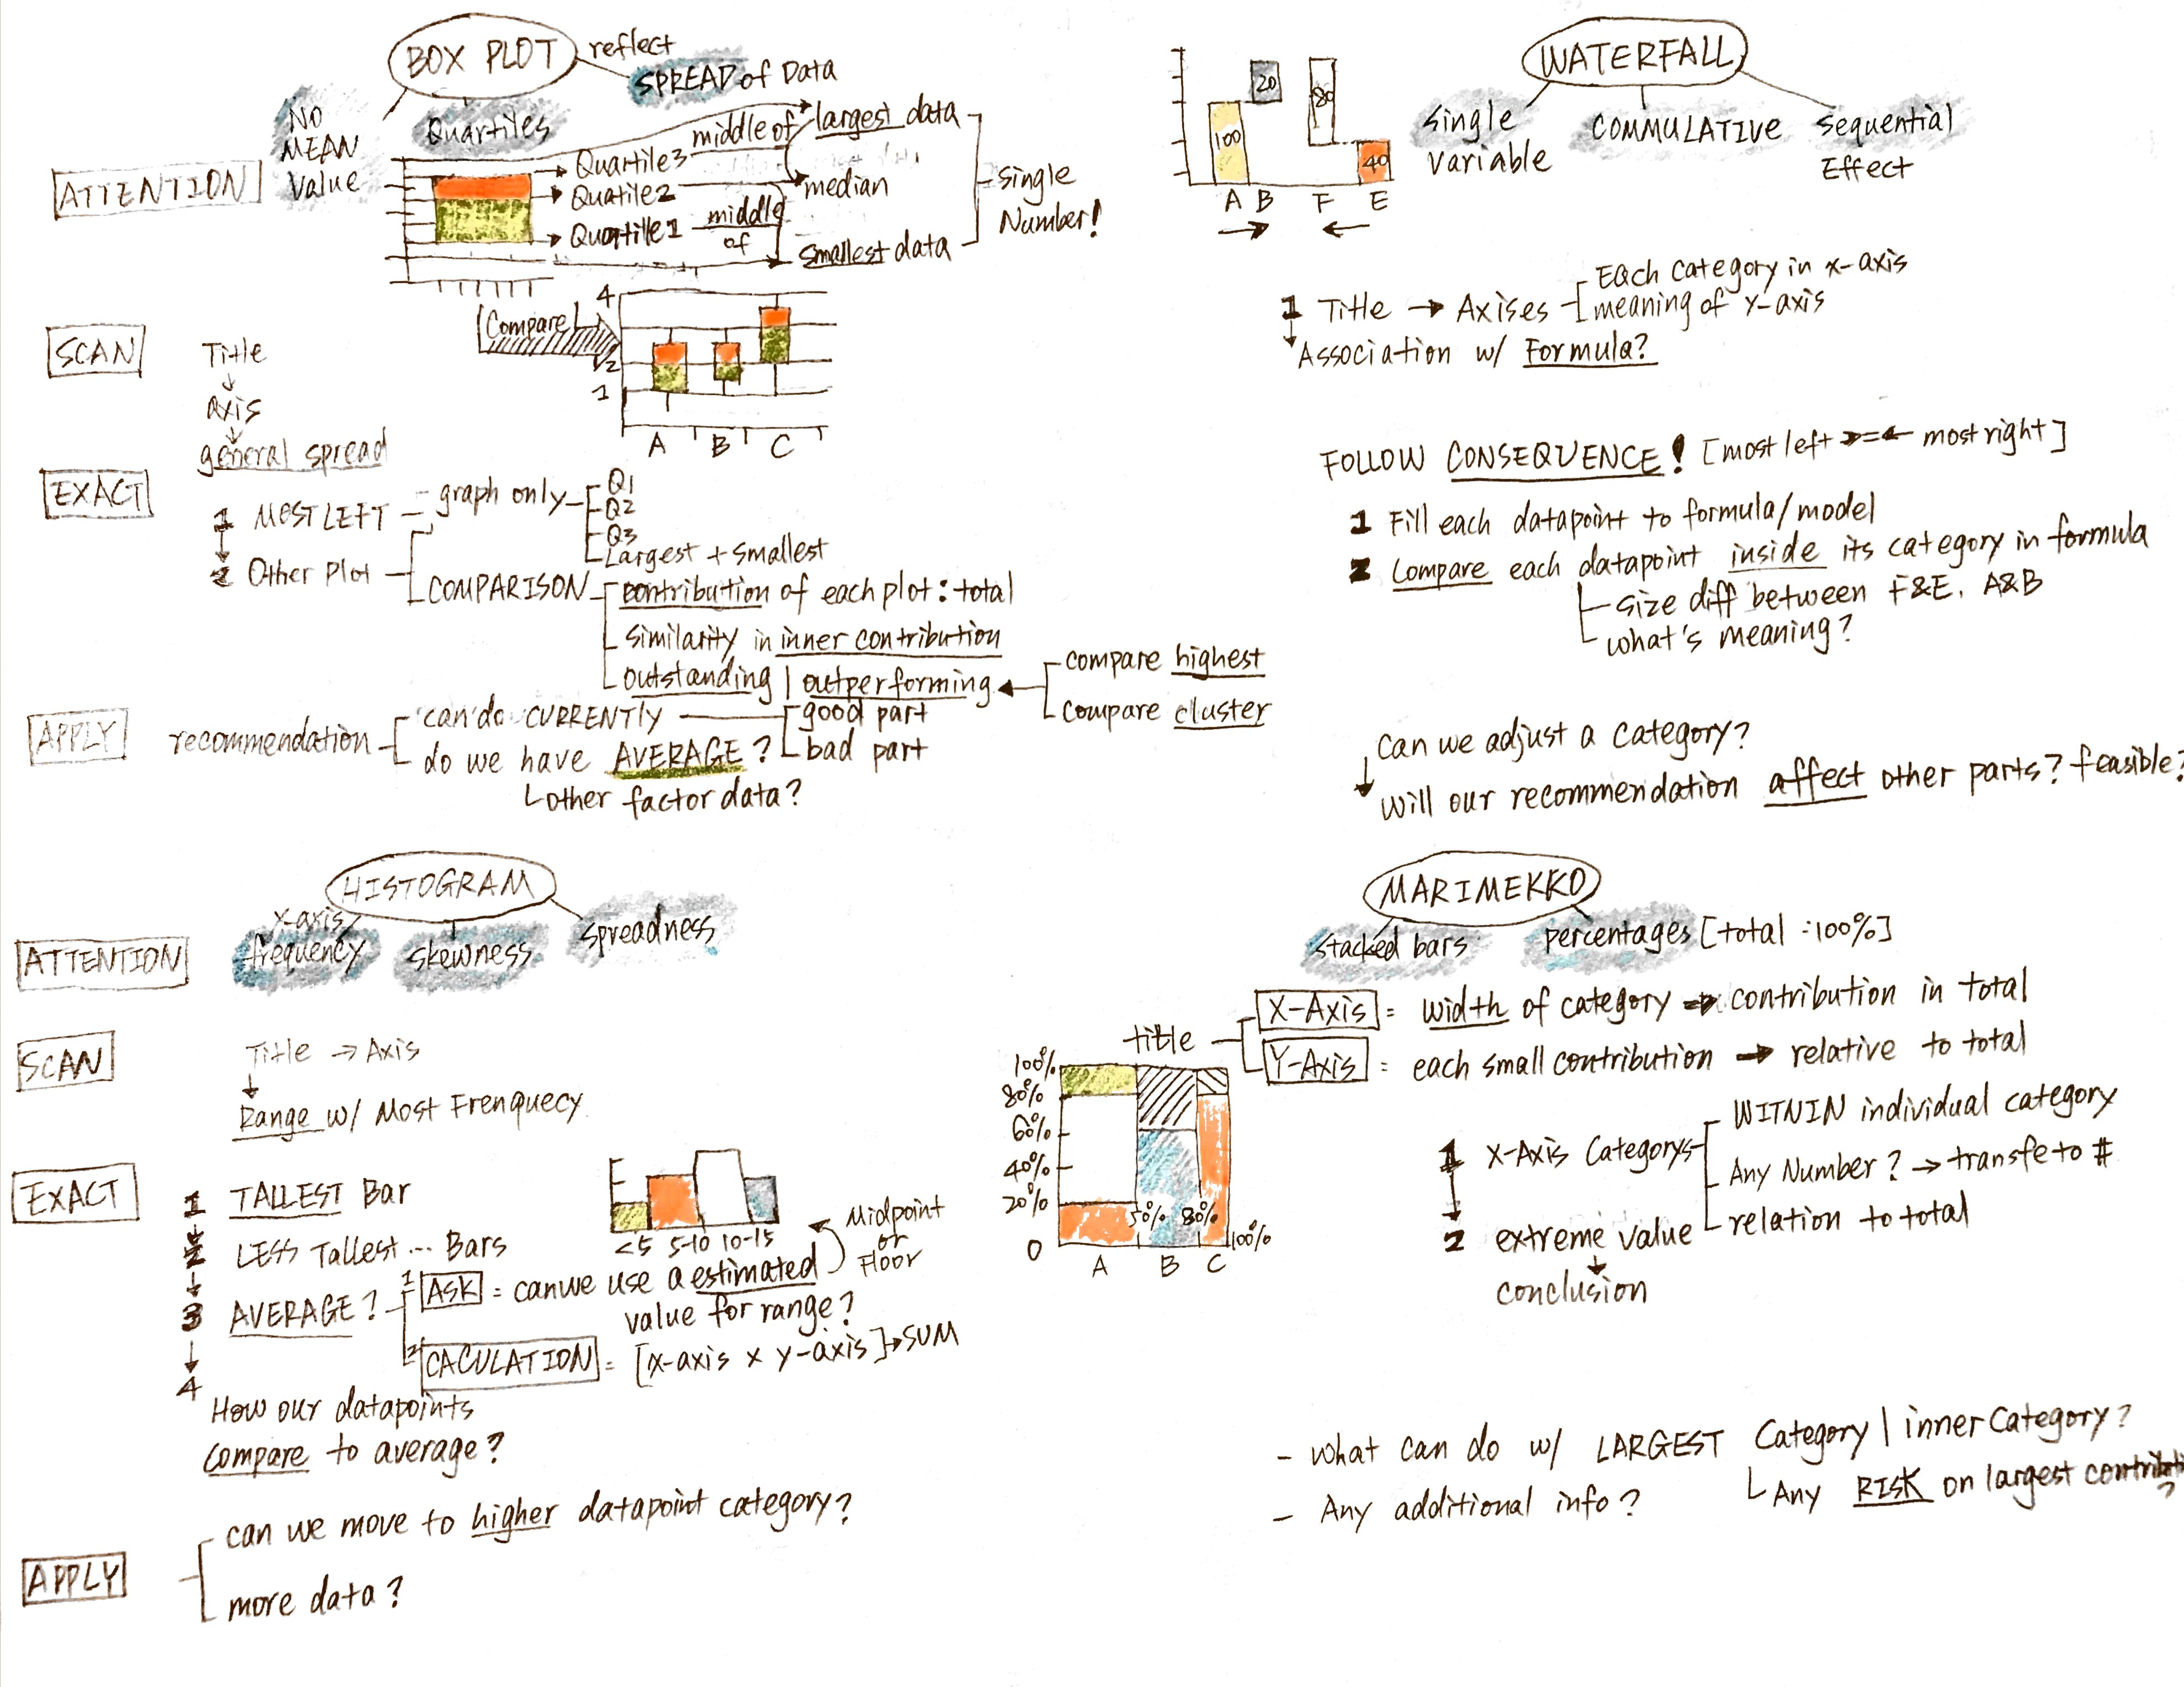 BOX PLOT
reflect
SPREAD of Data
NO
MEAN
Value
Quartiles
ATTENTION
Quartile3 middle of largest data
Quatile2 median
Quartile1 middle of smallest data
Single
Number!
SCAN
Title
axis
general spread
Compare
4
2
1
A B C
EXACT
1 MOST LEFT
graph only
Q1
Q2
Q3
Largest + smallest
2 Other Plot
COMPARISON
contribution of each plot : total
similarity in inner contribution
outstanding | outperforming
compare highest
compare cluster
APPLY
recommendation
can do CURRENTLY
good part
bad part
do we have AVERAGE?
other factor data?
WATERFALL
Single
Variable
COMMULATIVE
Sequential
Effect
100
20
80
40
A B F E
1 Title → Axises
Each Category in x-axis
meaning of Y-axis
Association w/ Formula?
FOLLOW CONSEQUENCE! [most left = most right]
1 Fill each datapoint to formula/model
2 Compare each datapoint inside its category in formula
size diff between F&E, A&B
what's meaning?
Can we adjust a category?
will our recommendation affect other parts? feasible?
HISTOGRAM
x-axis/
frequency
skewness
spreadness
ATTENTION
SCAN
Title → Axis
Range w/ Most Frenquecy
EXACT
1 TALLEST Bar
2 LESS Tallest ... Bars
3 AVERAGE?
1 ASK = can we use a estimated
value for range?
Midpoint
or
Floor
2 CACULATION = [x-axis x y-axis] → SUM
<5 5-10 10-15
4
How our datapoints
compare to average?
APPLY
can we move to higher datapoint category?
more data?
MARIMEKKO
stacked bars
percentages [total : 100%]
title
X-Axis = width of category → contribution in total
Y-Axis = each small contribution → relative to total
100%
80%
60%
40%
20%
0
50% 80% 100%
A B C
1 X-Axis Categorys
WITNIN individual category
Any Number? → transfe to #
relation to total
2 extreme value
conclusion
- what can do w/ LARGEST Category | inner Category?
Any RISK on largest
?
- Any additional info?